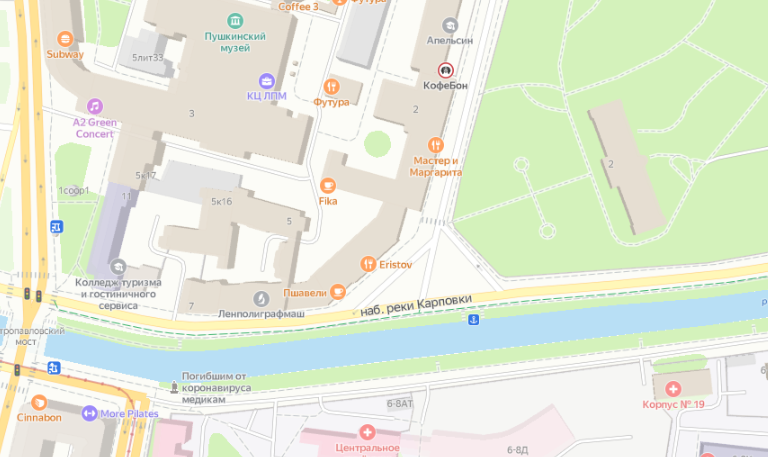 Футура
Coffee 3
Апельсин
Пушкинский
музей
Subway
5лит33
КофеБон
КЦ ЛПМ
Футура
A2 Green
Concert
3
2
Мастер и
Маргарита
2
5к17
1соор1
11
5к16
Fika
5
Eristov
Колледж туризма
и гостиничного
сервиса
Пшавели
7
Ленполиграфмаш
наб. реки Карповки
мост
Погибшим от
коронавируса
медикам
6-8АТ
Корпус № 19
Cinnabon
More Pilates
Центральное
6-8Д